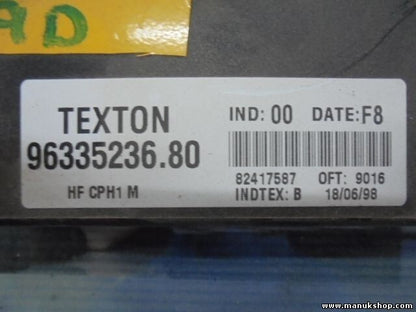 9D
TEXTON
96335236.80
HF CPH1 M
IND: 00 DATE: F8
82417587 OFT: 9016
INDTEX: B 18/06/98
www.manukshop.com